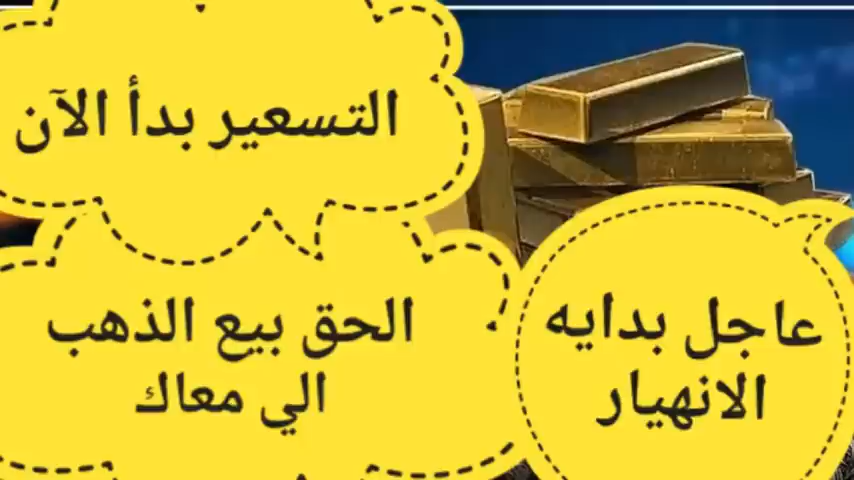 التسعير بدأ الآن
الحق بيع الذهب
الي معاك
عاجل بدايه
الانهيار